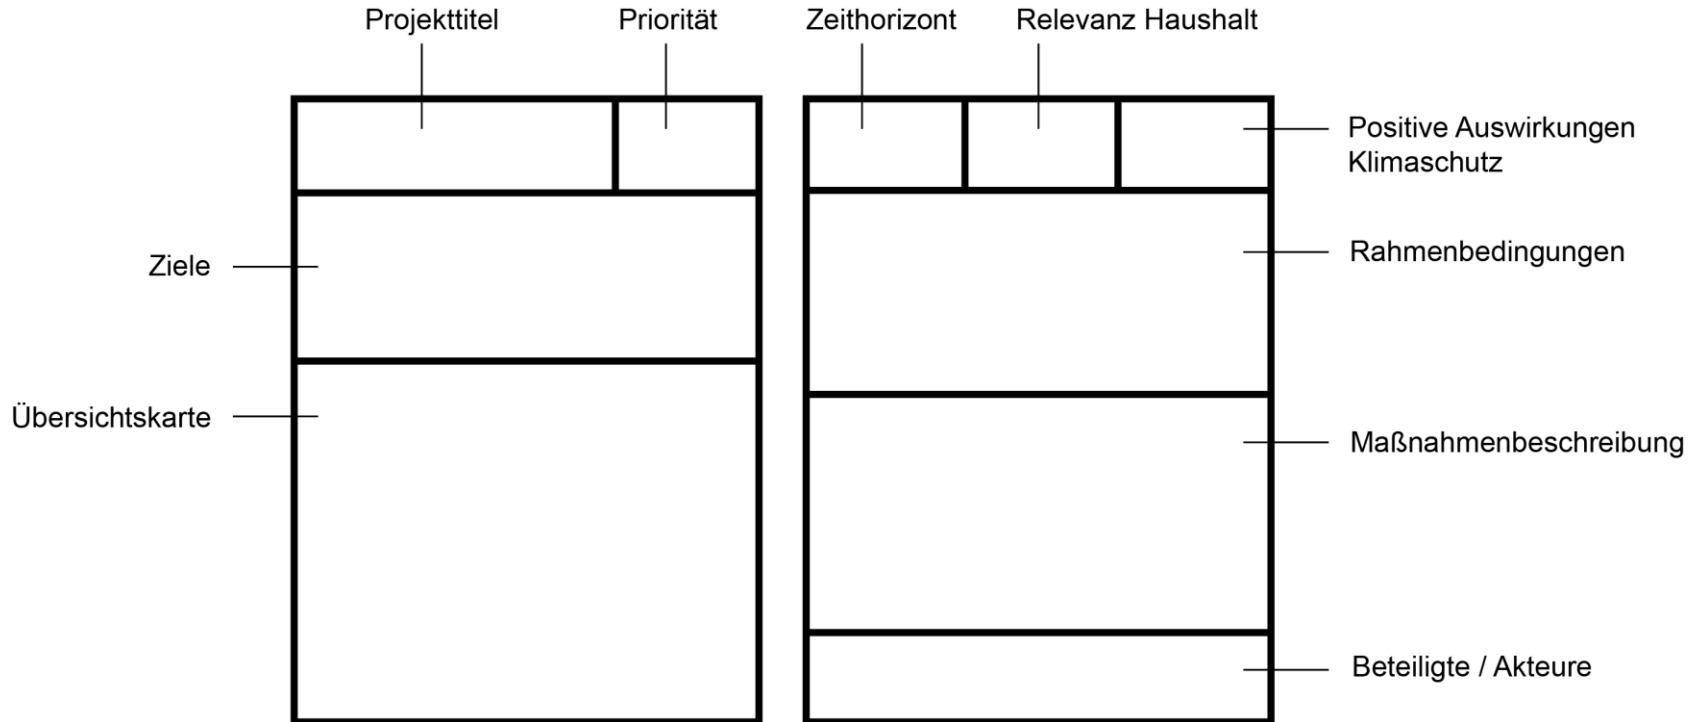 Projekttitel
Priorität
Zeithorizont
Relevanz Haushalt
Positive Auswirkungen
Klimaschutz
Ziele
Rahmenbedingungen
Übersichtskarte
Maßnahmenbeschreibung
Beteiligte / Akteure